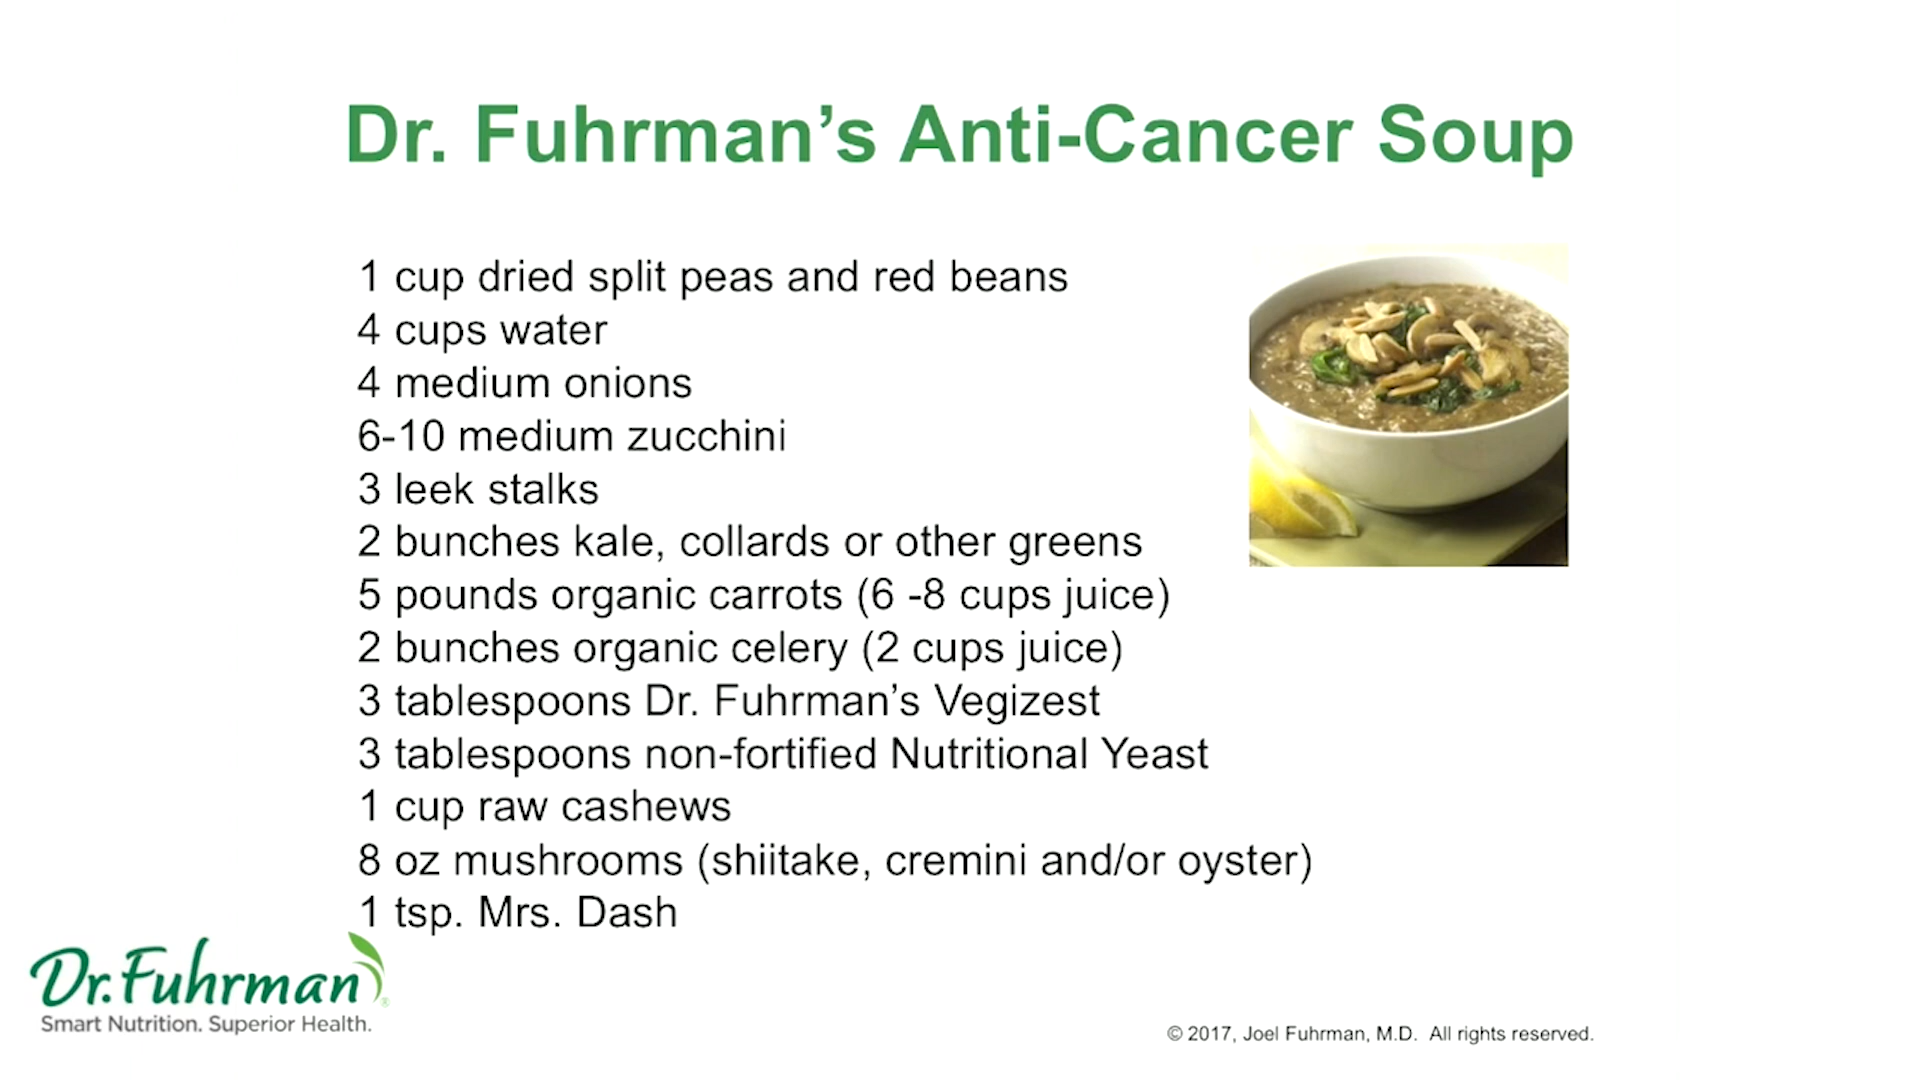 Dr. Fuhrman’s Anti-Cancer Soup
1 cup dried split peas and red beans
4 cups water
4 medium onions
6-10 medium zucchini
3 leek stalks
2 bunches kale, collards or other greens
5 pounds organic carrots (6 -8 cups juice)
2 bunches organic celery (2 cups juice)
3 tablespoons Dr. Fuhrman’s Vegizest
3 tablespoons non-fortified Nutritional Yeast
1 cup raw cashews
8 oz mushrooms (shiitake, cremini and/or oyster)
1 tsp. Mrs. Dash
Dr. Fuhrman®
Smart Nutrition. Superior Health.
© 2017, Joel Fuhrman, M.D.  All rights reserved.